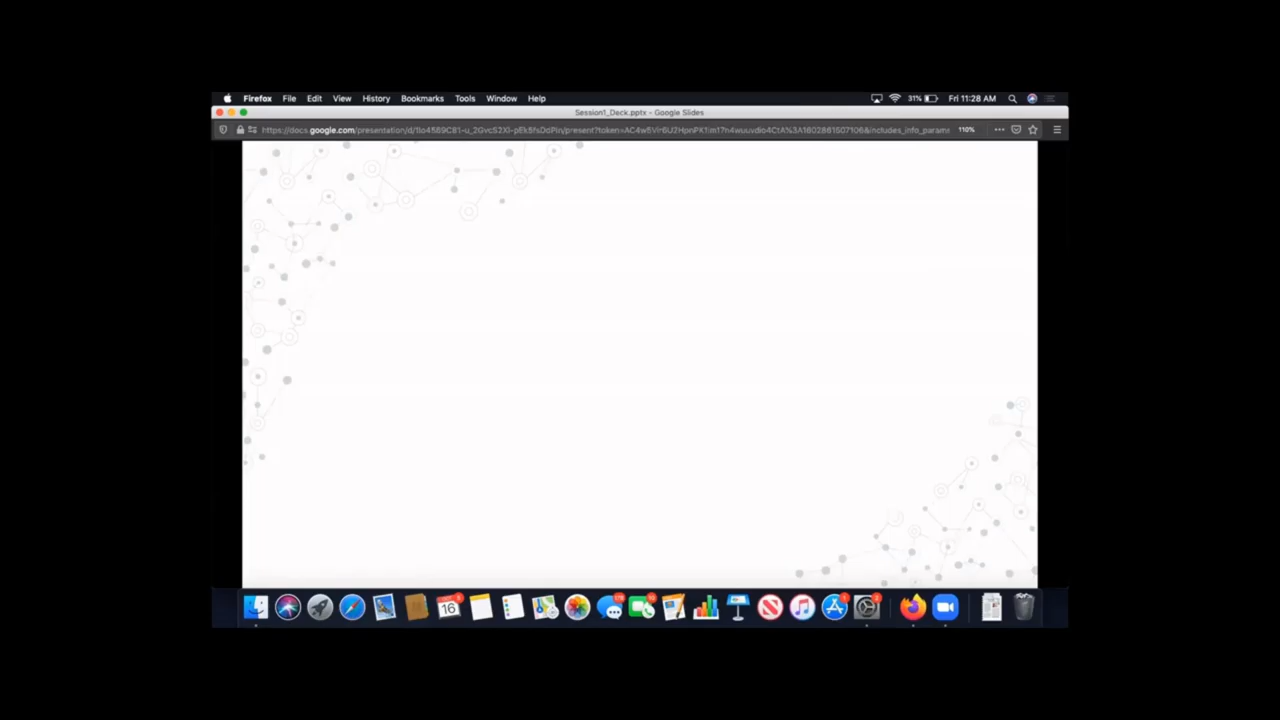 Firefox File Edit View History Bookmarks Tools Window Help 31% Fri 11:28 AM
Session1_Deck.pptx - Google Slides
110%
16